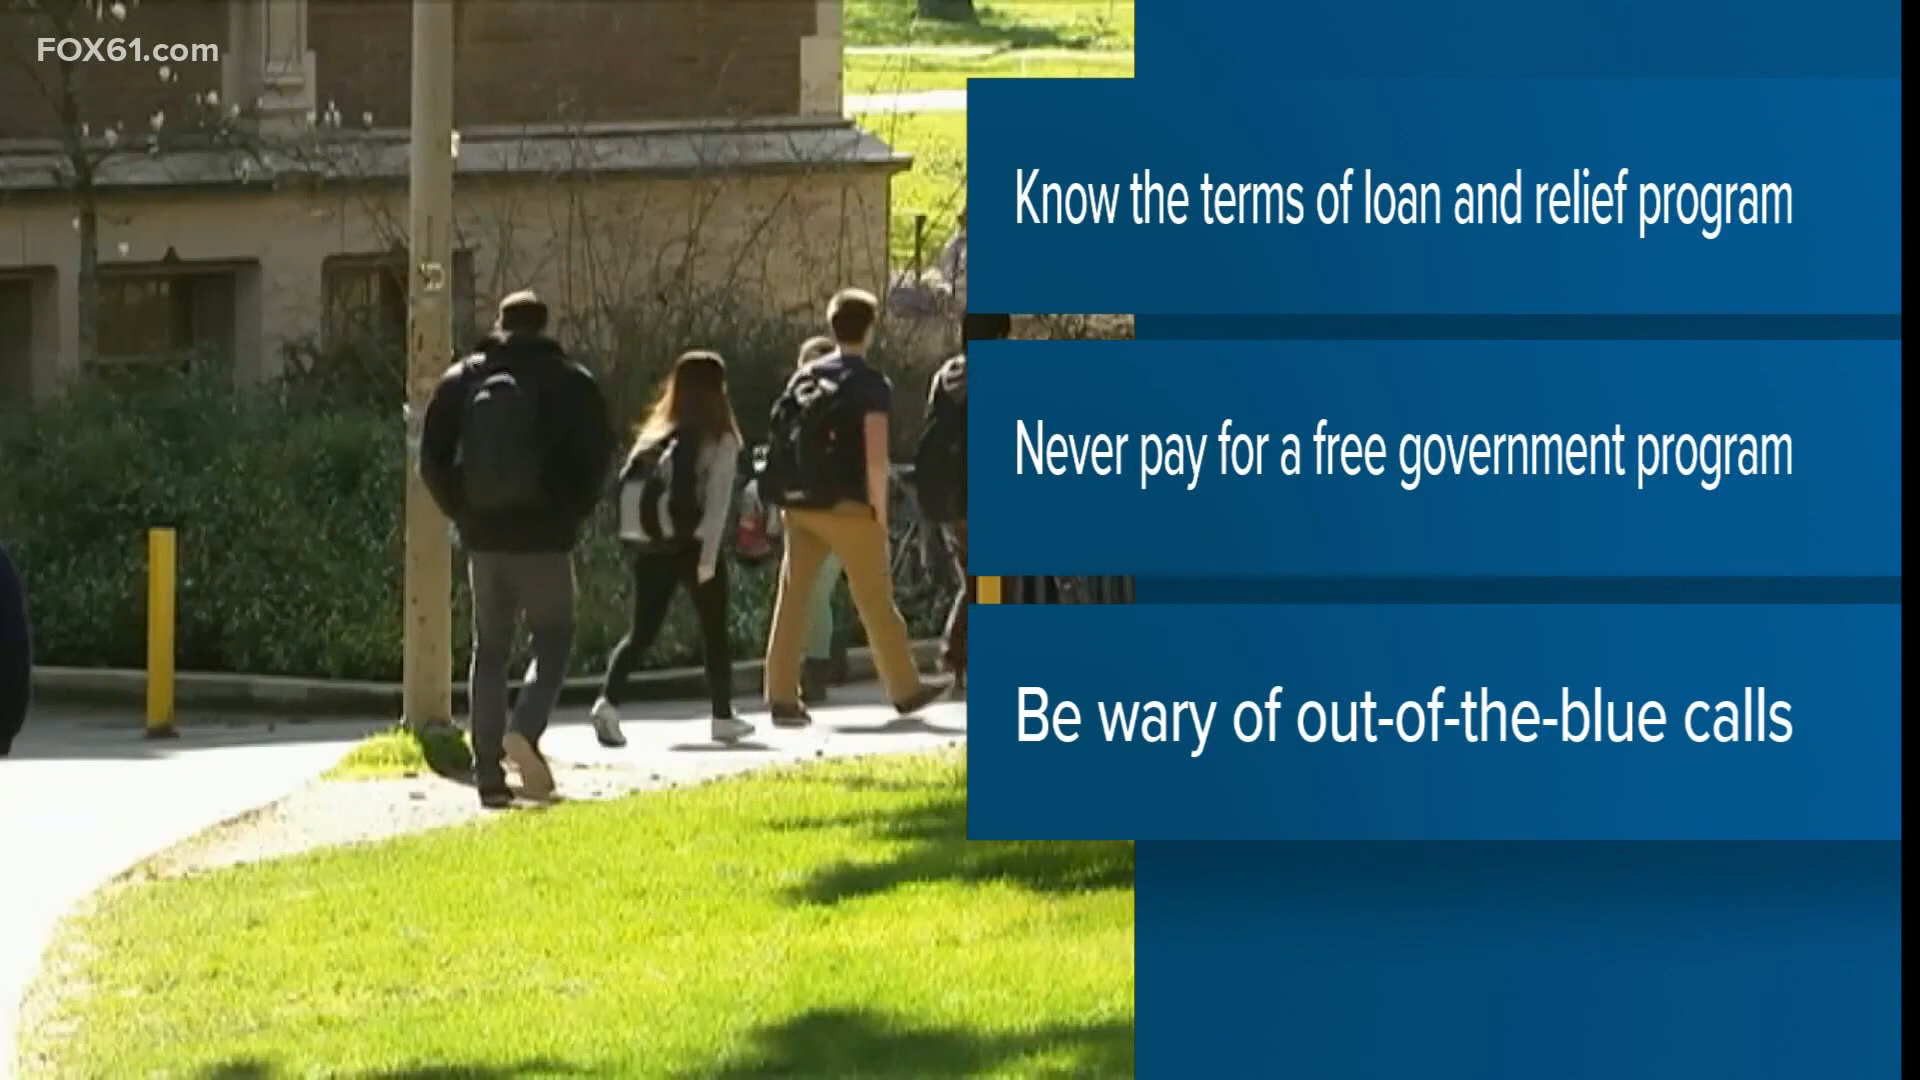 FOX61.com
Know the terms of loan and relief program
Never pay for a free government program
Be wary of out-of-the-blue calls